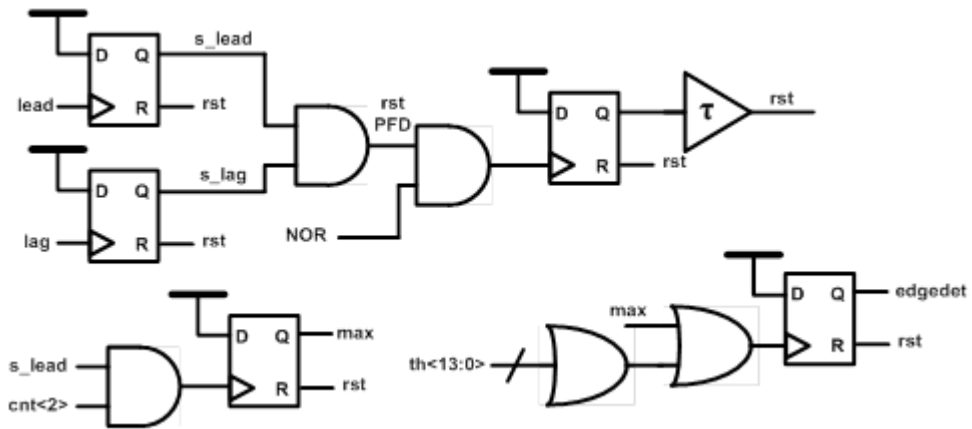 s_lead
D Q
lead R rst
rst
PFD
D Q
τ
rst
R rst
s_lag
D Q
lag R rst
NOR
D Q max
s_lead
R rst
cnt<2>
D Q edgedet
max
R rst
th<13:0>